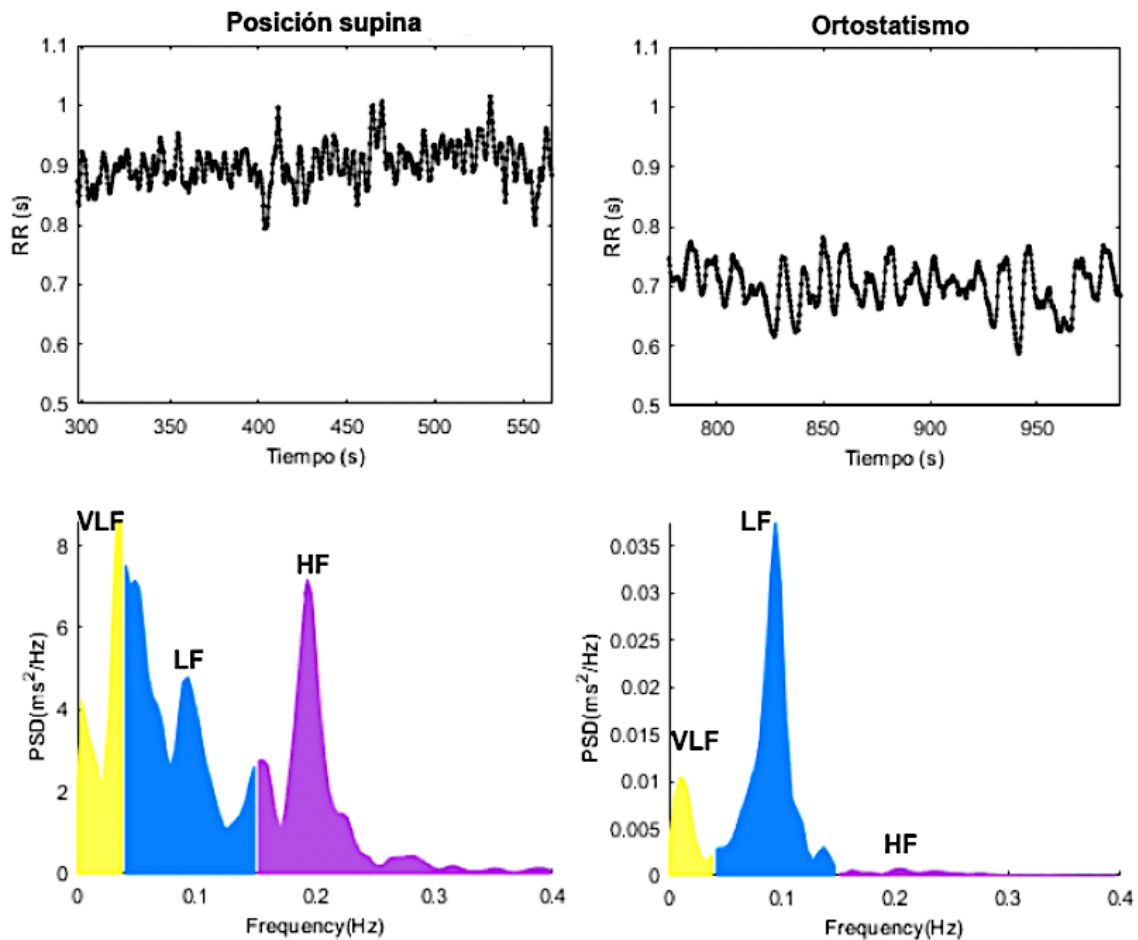 Posición supina
1.1
1
0.9
0.8
0.7
0.6
0.5
RR (s)
300
350
400
450
500
550
Tiempo (s)
Ortostatismo
1.1
1
0.9
0.8
0.7
0.6
0.5
RR (s)
800
850
900
950
Tiempo (s)
VLF
LF
HF
8
6
4
2
0
PSD(ms²/Hz)
0
0.1
0.2
0.3
0.4
Frequency(Hz)
LF
VLF
HF
0.035
0.03
0.025
0.02
0.015
0.01
0.005
0
PSD(ms²/Hz)
0
0.1
0.2
0.3
0.4
Frequency(Hz)